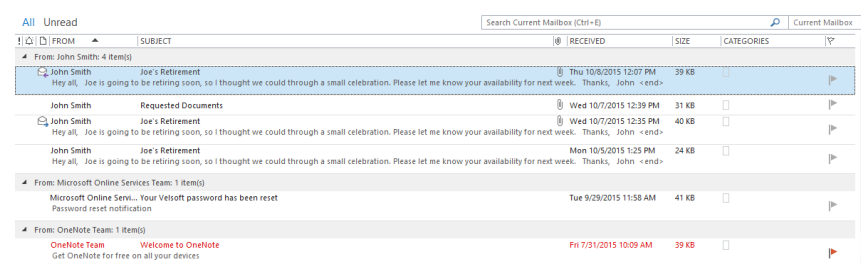 All Unread Search Current Mailbox (Ctrl+E) Current Mailbox
! FROM SUBJECT RECEIVED SIZE CATEGORIES
From: John Smith: 4 item(s)
John Smith Joe's Retirement Thu 10/8/2015 12:07 PM 39 KB
Hey all, Joe is going to be retiring soon, so I thought we could through a small celebration. Please let me know your availability for next week. Thanks, John <end>
John Smith Requested Documents Wed 10/7/2015 12:39 PM 31 KB
John Smith Joe's Retirement Wed 10/7/2015 12:35 PM 40 KB
Hey all, Joe is going to be retiring soon, so I thought we could through a small celebration. Please let me know your availability for next week. Thanks, John <end>
John Smith Joe's Retirement Mon 10/5/2015 1:25 PM 24 KB
Hey all, Joe is going to be retiring soon, so I thought we could through a small celebration. Please let me know your availability for next week. Thanks, John <end>
From: Microsoft Online Services Team: 1 item(s)
Microsoft Online Servi... Your Velsoft password has been reset Tue 9/29/2015 11:58 AM 41 KB
Password reset notification
From: OneNote Team: 1 item(s)
OneNote Team Welcome to OneNote Fri 7/31/2015 10:09 AM 39 KB
Get OneNote for free on all your devices